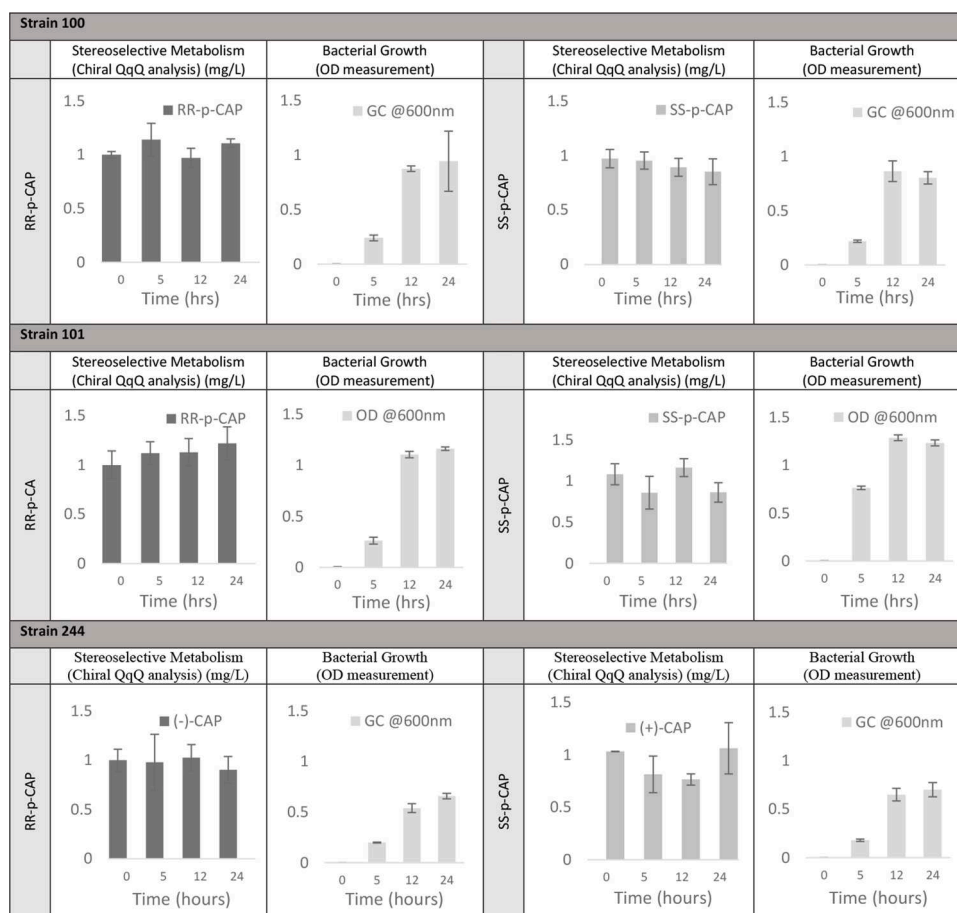 Strain 100
Stereoselective Metabolism
(Chiral QqQ analysis) (mg/L)
Bacterial Growth
(OD measurement)
Stereoselective Metabolism
(Chiral QqQ analysis) (mg/L)
Bacterial Growth
(OD measurement)
RR-p-CAP
1.5
1
0.5
0
RR-p-CAP
0 5 12 24
Time (hrs)
1.5
1
0.5
0
GC @600nm
0 5 12 24
Time (hrs)
SS-p-CAP
1.5
1
0.5
0
SS-p-CAP
0 5 12 24
Time (hrs)
1.5
1
0.5
0
GC @600nm
0 5 12 24
Time (hrs)
Strain 101
Stereoselective Metabolism
(Chiral QqQ analysis) (mg/L)
Bacterial Growth
(OD measurement)
Stereoselective Metabolism
(Chiral QqQ analysis) (mg/L)
Bacterial Growth
(OD measurement)
RR-p-CA
1.5
1
0.5
0
RR-p-CAP
0 5 12 24
Time (hrs)
1.5
1
0.5
0
OD @600nm
0 5 12 24
Time (hrs)
SS-p-CAP
1.5
1
0.5
0
SS-p-CAP
0 5 12 24
Time (hrs)
1.5
1
0.5
0
OD @600nm
0 5 12 24
Time (hrs)
Strain 244
Stereoselective Metabolism
(Chiral QqQ analysis) (mg/L)
Bacterial Growth
(OD measurement)
Stereoselective Metabolism
(Chiral QqQ analysis) (mg/L)
Bacterial Growth
(OD measurement)
RR-p-CAP
1.5
1
0.5
0
(-)-CAP
0 5 12 24
Time (hours)
1.5
1
0.5
0
GC @600nm
0 5 12 24
Time (hours)
SS-p-CAP
1.5
1
0.5
0
(+)-CAP
0 5 12 24
Time (hours)
1.5
1
0.5
0
GC @600nm
0 5 12 24
Time (hours)